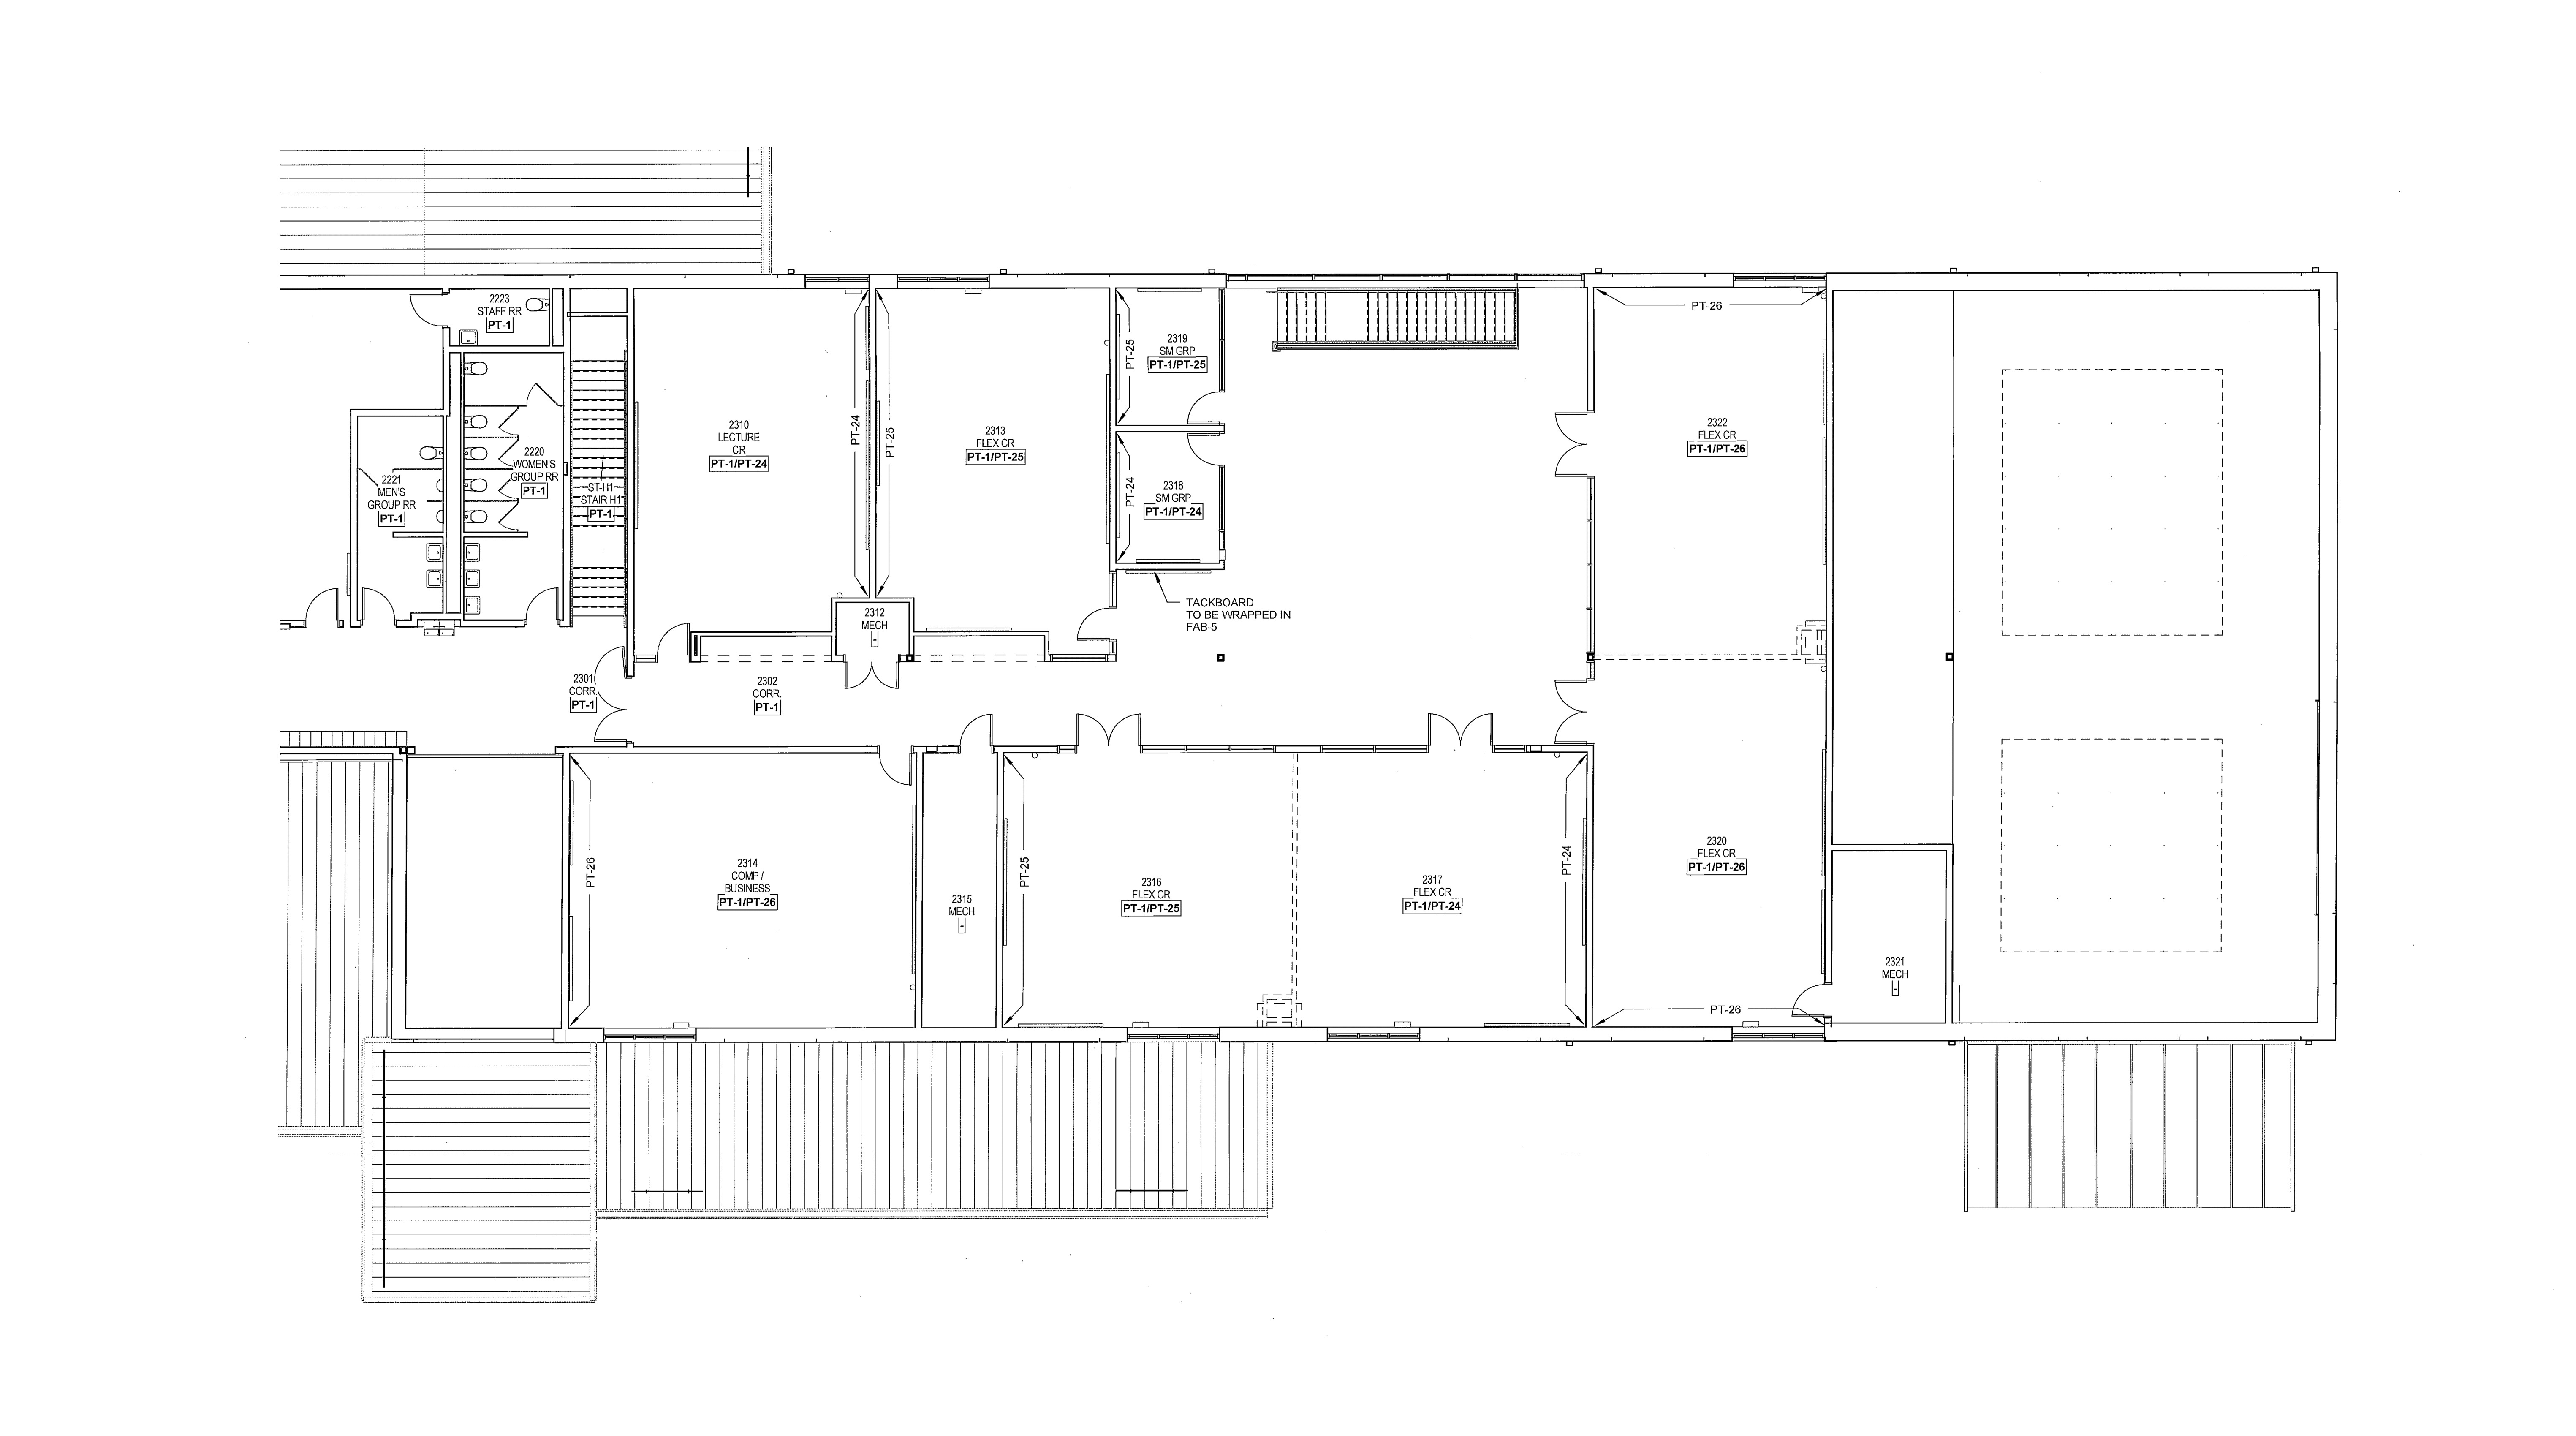 2223
STAFF RR
PT-1
PT-26
2319
SM GRP
PT-1/PT-25
PT-25
2310
LECTURE
CR
PT-1/PT-24
PT-24
PT-25
2313
FLEX CR
PT-1/PT-25
2322
FLEX CR
PT-1/PT-26
2220
WOMEN'S
GROUP RR
PT-1
2221
MEN'S
GROUP RR
PT-1
ST-H1
STAIR H1
PT-1
PT-24
2318
SM GRP
PT-1/PT-24
TACKBOARD
TO BE WRAPPED IN
FAB-5
2312
MECH
-
2301
CORR.
PT-1
2302
CORR.
PT-1
PT-26
2314
COMP /
BUSINESS
PT-1/PT-26
2315
MECH
-
PT-25
2316
FLEX CR
PT-1/PT-25
2317
FLEX CR
PT-1/PT-24
PT-24
2320
FLEX CR
PT-1/PT-26
2321
MECH
-
PT-26